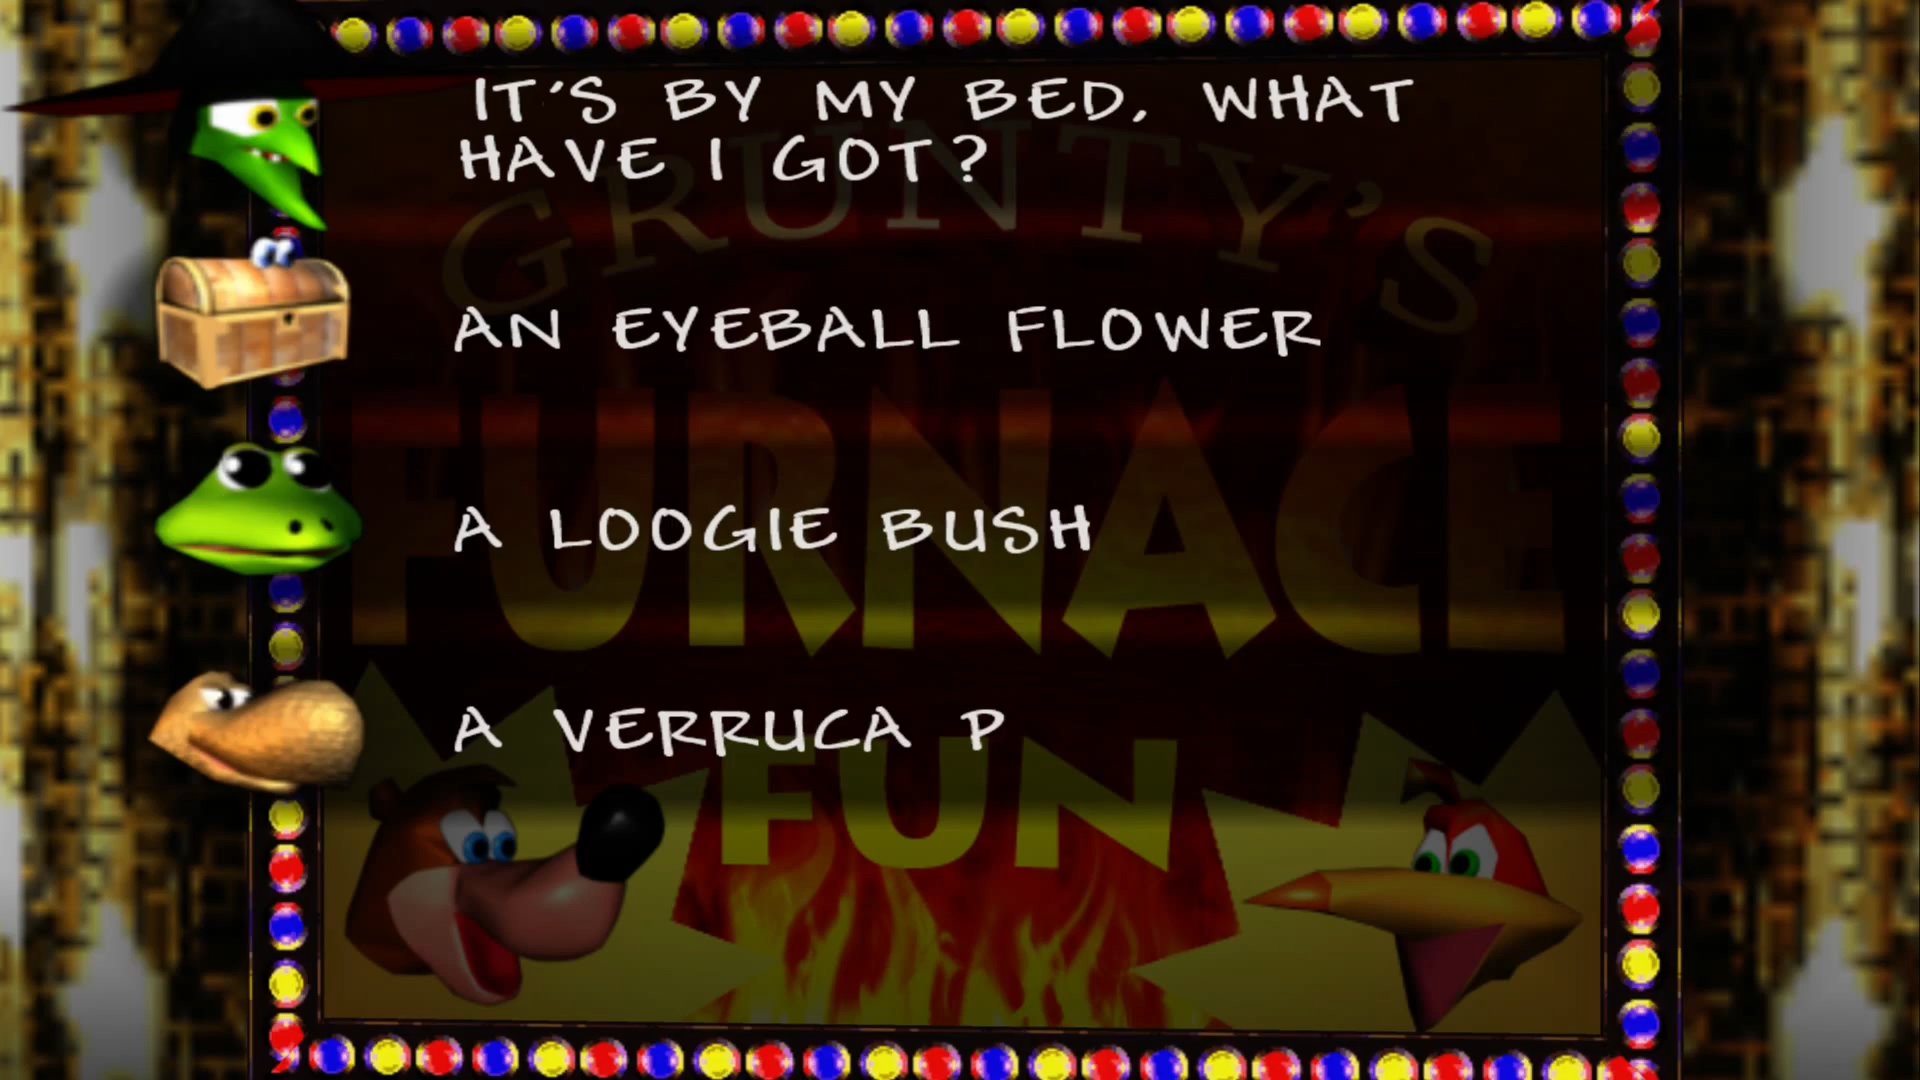 IT'S BY MY BED, WHAT
HAVE I GOT?
GRUNTY'S
AN EYEBALL FLOWER
FURNACE
A LOOGIE BUSH
A VERRUCA P
FUN